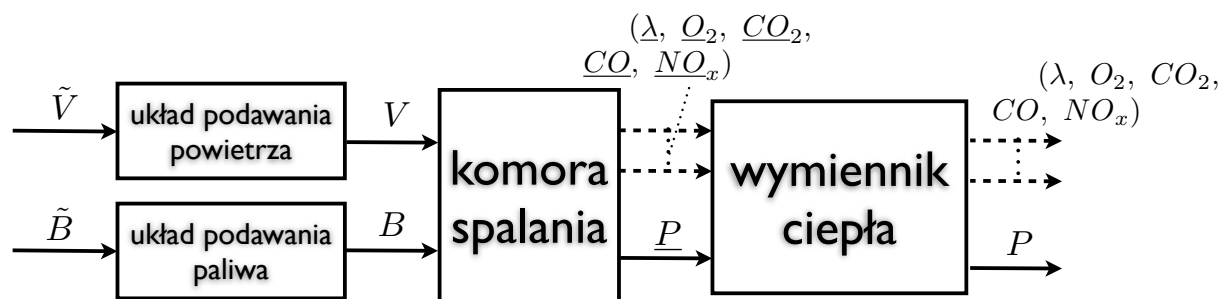 (λ, O₂, CO₂,
CO, NOₓ)
(λ, O₂, CO₂,
CO, NOₓ)
Ṽ
układ podawania
powietrza
V
komora
spalania
wymiennik
ciepła
B̃
układ podawania
paliwa
B
P
P